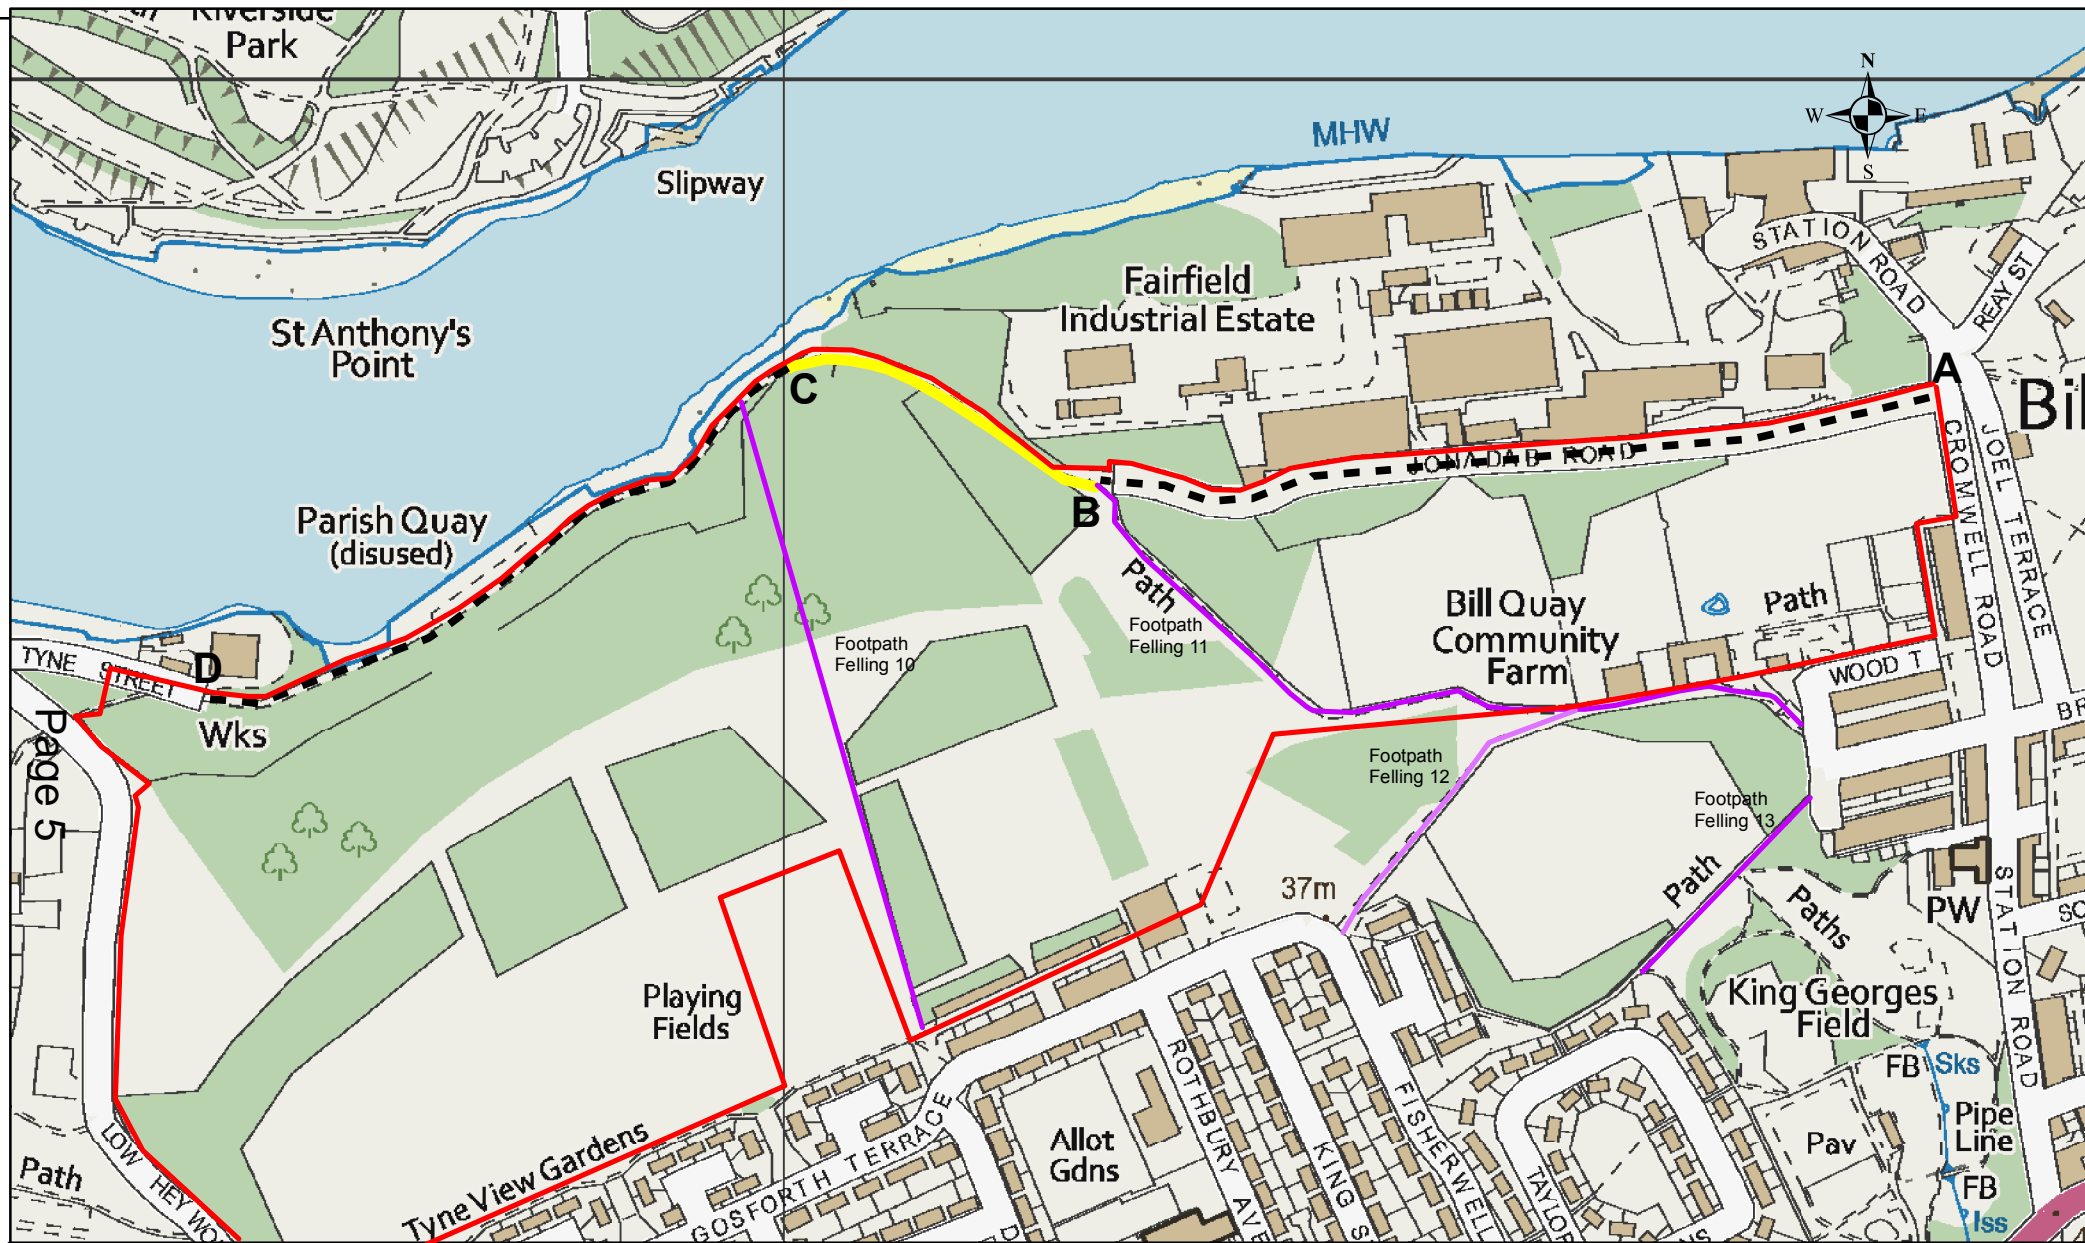 Riverside
Park
N
W
E
S
MHW
Slipway
STATION ROAD
REAY ST
Fairfield
Industrial Estate
St Anthony's
Point
A
C
Bil
JONADAB ROAD
CROMWELL ROAD
JOEL TERRACE
B
Parish Quay
(disused)
Path
Footpath
Felling 11
Footpath
Felling 10
Bill Quay
Community
Farm
Path
TYNE STREET
D
Wks
WOOD T
Page 5
BR
Footpath
Felling 12
Footpath
Felling 13
Path
37m
Paths
PW
STATION ROAD
SC
Playing
Fields
King Georges
Field
FB
Sks
Pipe
Line
Pav
FB
Iss
LOW HEYWO
Path
Tyne View Gardens
GOSFORTH TERRACE
Allot
Gdns
ROTHBURY AVE
KING S
FISHERWELL
TAYLOR
NS
D